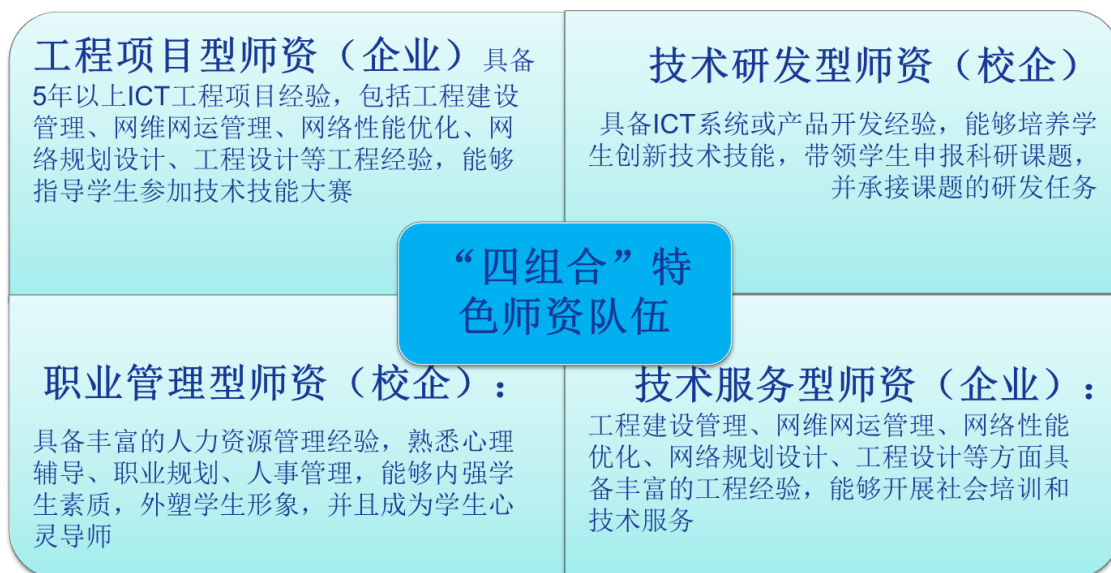 工程项目型师资（企业）具备
5年以上ICT工程项目经验，包括工程建设
管理、网维网运管理、网络性能优化、网
络规划设计、工程设计等工程经验，能够
指导学生参加技术技能大赛
技术研发型师资（校企）
具备ICT系统或产品开发经验，能够培养学
生创新技术技能，带领学生申报科研课题，
并承接课题的研发任务
“四组合”特
色师资队伍
职业管理型师资（校企）：
具备丰富的人力资源管理经验，熟悉心理
辅导、职业规划、人事管理，能够内强学
生素质，外塑学生形象，并且成为学生心
灵导师
技术服务型师资（企业）：
工程建设管理、网维网运管理、网络性能
优化、网络规划设计、工程设计等方面具
备丰富的工程经验，能够开展社会培训和
技术服务